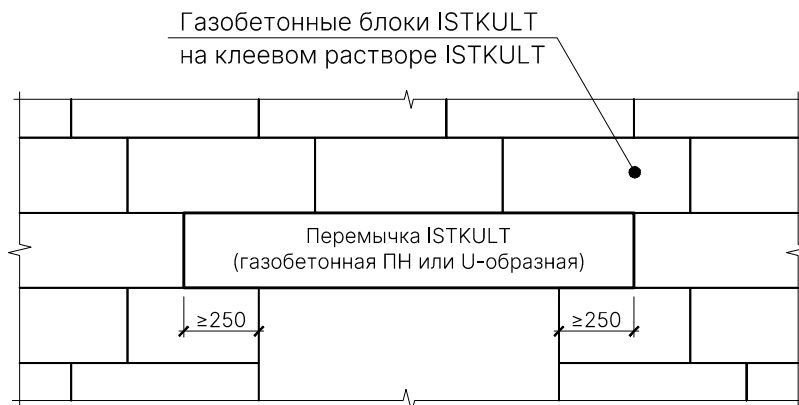 Газобетонные блоки ISTKULT
на клеевом растворе ISTKULT
Перемычка ISTKULT
(газобетонная ПН или U-образная)
≥250
≥250